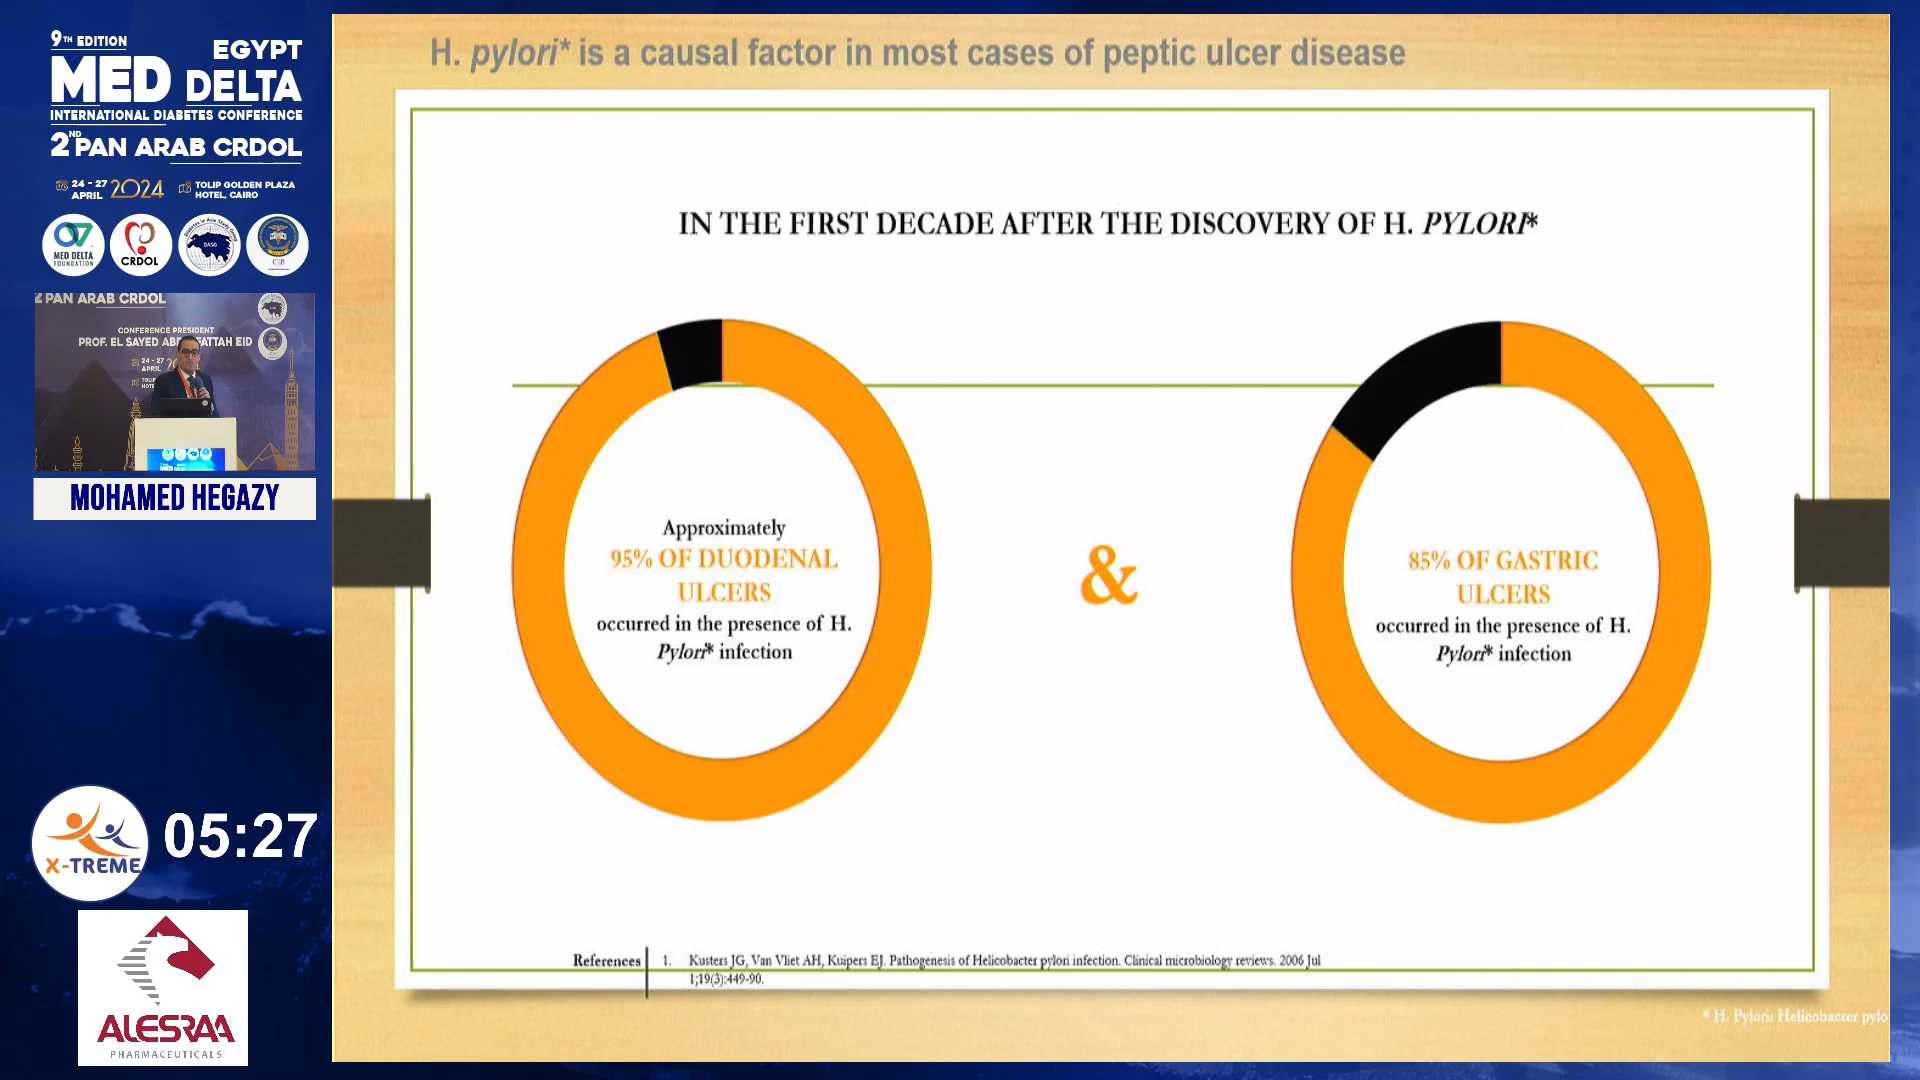 9TH EDITION
EGYPT
MED DELTA
INTERNATIONAL DIABETES CONFERENCE
2ND PAN ARAB CRDOL
24 - 27
APRIL
2024
TOLIP GOLDEN PLAZA
HOTEL, CAIRO
MED DELTA
FOUNDATION
CRDOL
DASG
2 PAN ARAB CRDOL
CONFERENCE PRESIDENT
PROF. EL SAYED ABD FATTAH EID
24 - 27
APRIL
MOHAMED HEGAZY
X-TREME
05:27
ALESRAA
PHARMACEUTICALS
H. pylori* is a causal factor in most cases of peptic ulcer disease
IN THE FIRST DECADE AFTER THE DISCOVERY OF H. PYLORI*
Approximately
95% OF DUODENAL
ULCERS
occurred in the presence of H.
Pylori* infection
&
85% OF GASTRIC
ULCERS
occurred in the presence of H.
Pylori* infection
References
1. Kusters JG, Van Vliet AH, Kuipers EJ. Pathogenesis of Helicobacter pylori infection. Clinical microbiology reviews. 2006 Jul
1;19(3):449-90.
* H. Pylori: Helicobacter pylo